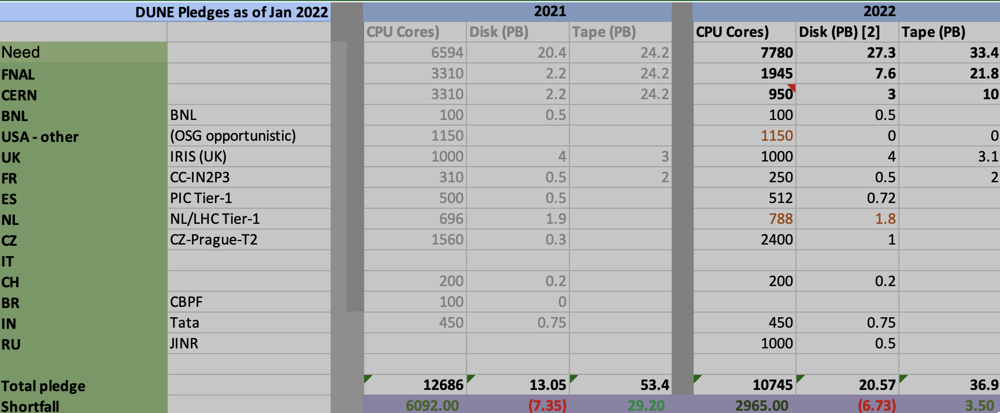 DUNE Pledges as of Jan 2022 2021 2022
CPU Cores) Disk (PB) Tape (PB) CPU Cores) Disk (PB) [2] Tape (PB)
Need 6594 20.4 24.2 7780 27.3 33.4
FNAL 3310 2.2 24.2 1945 7.6 21.8
CERN 3310 2.2 24.2 950 3 10
BNL BNL 100 0.5 100 0.5
USA - other (OSG opportunistic) 1150 1150 0 0
UK IRIS (UK) 1000 4 3 1000 4 3.1
FR CC-IN2P3 310 0.5 2 250 0.5 2
ES PIC Tier-1 500 0.5 512 0.72
NL NL/LHC Tier-1 696 1.9 788 1.8
CZ CZ-Prague-T2 1560 0.3 2400 1
IT
CH 200 0.2 200 0.2
BR CBPF 100 0
IN Tata 450 0.75 450 0.75
RU JINR 1000 0.5
Total pledge 12686 13.05 53.4 10745 20.57 36.9
Shortfall 6092.00 (7.35) 29.20 2965.00 (6.73) 3.50